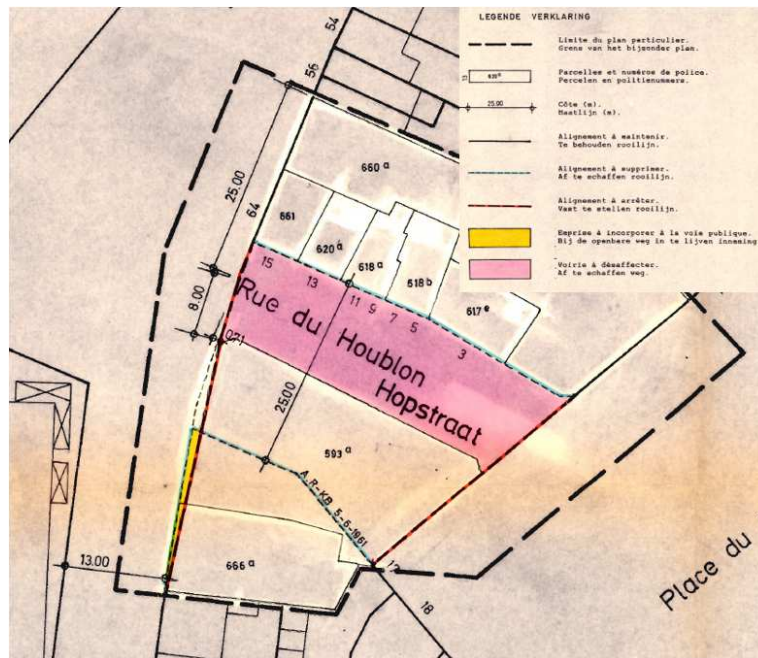 LEGENDE VERKLARING
Limite du plan particulier.
Grens van het bijzonder plan.
Parcelles et numéros de police.
Percelen en politienummers.
25.00
Côte (m).
Maatlijn (m).
Alignement à maintenir.
Te behouden rooilijn.
Alignement à supprimer.
Af te schaffen rooilijn.
Alignement à arrêter.
Vast te stellen rooilijn.
Emprise à incorporer à la voie publique.
Bij de openbare weg in te lijven inneming
Voirie à désaffecter.
Af te schaffen weg.
54
56
660 a
25.00
64
661
620 a
618 a
618 b
617 e
15
13
11
9
7
5
3
8.00
Rue du Houblon
Hopstraat
25.00
593 a
A.R-KB 5-6-1961
666 a
13.00
18
Place du